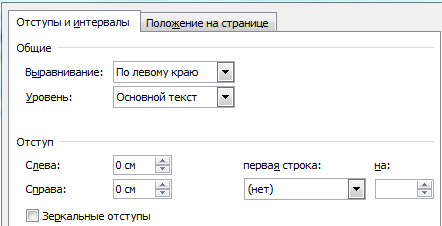 Отступы и интервалы Положение на странице
Общие
Выравнивание: По левому краю
Уровень: Основной текст
Отступ
Слева: 0 см первая строка: на:
Справа: 0 см (нет)
Зеркальные отступы